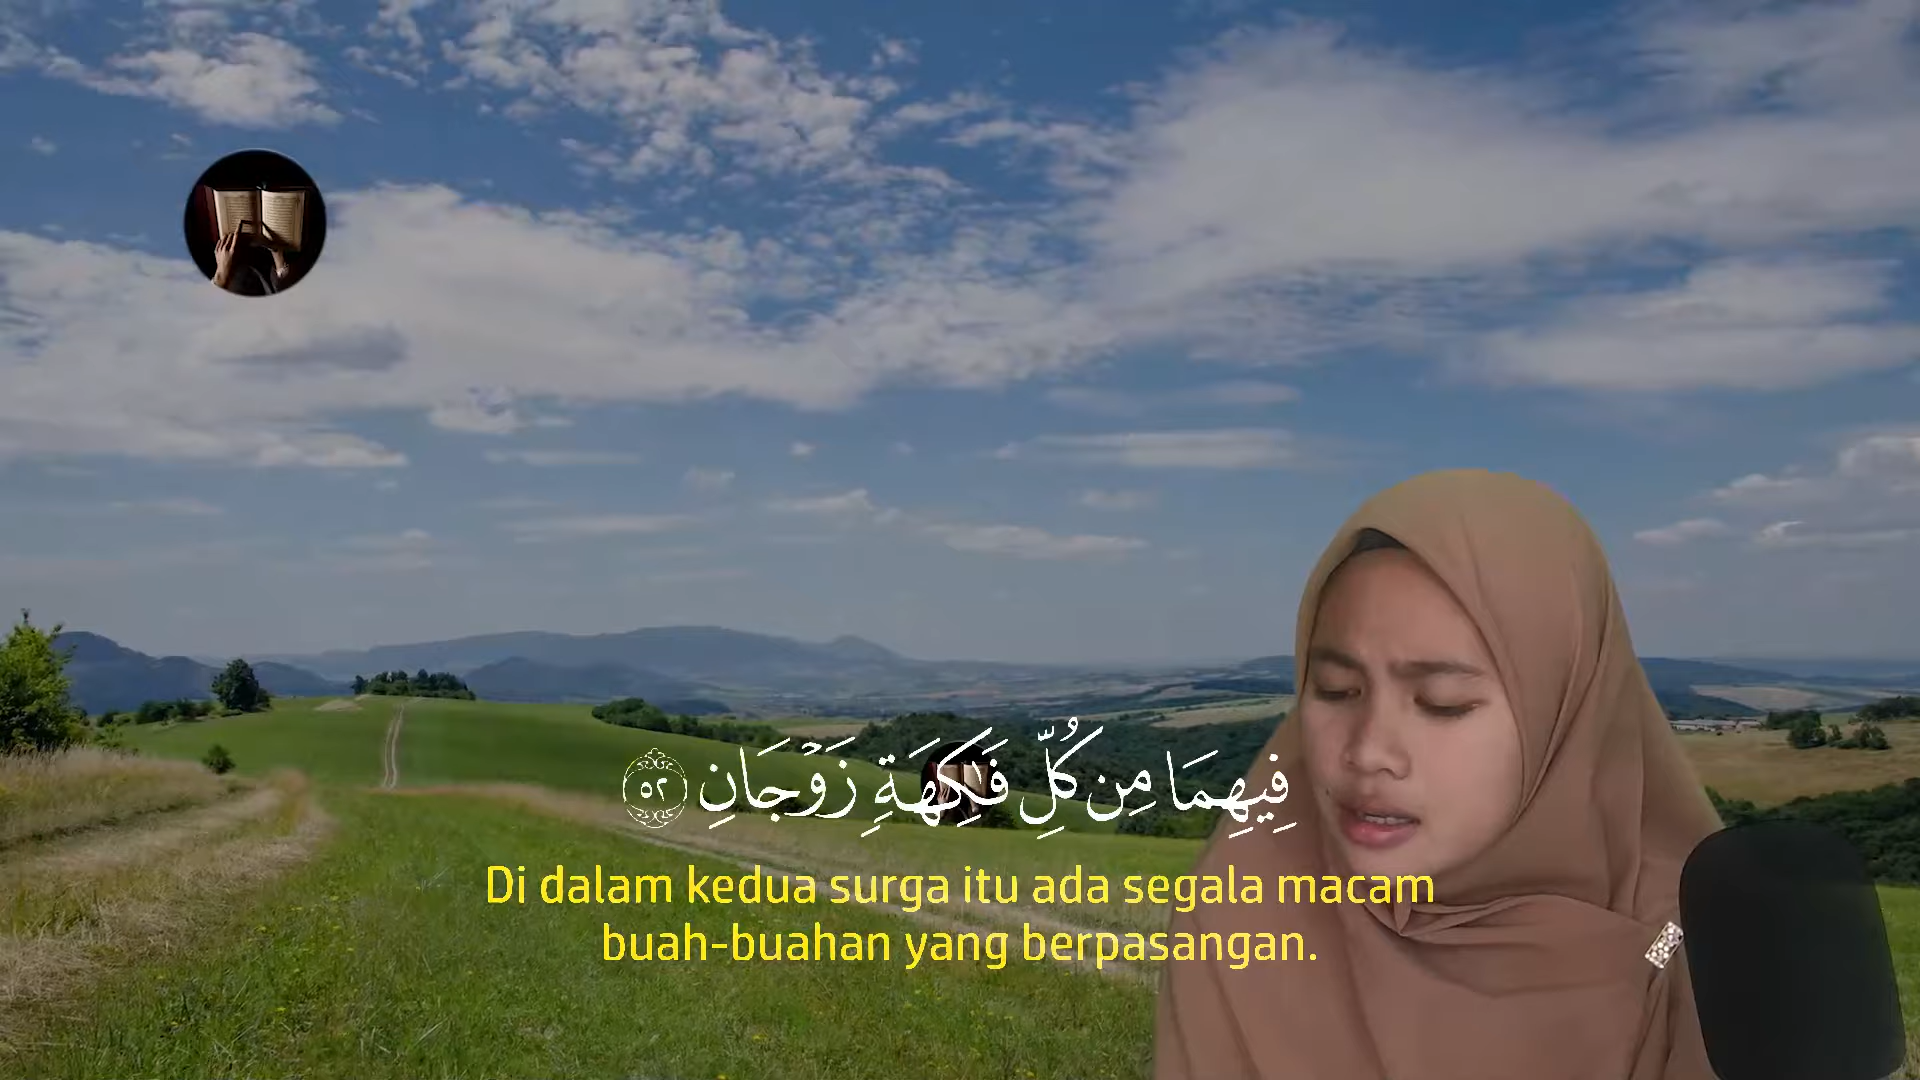 فِيهِمَا مِن كُلِّ فَـٰكِهَةٍ زَوْجَانِ ٥٢
Di dalam kedua surga itu ada segala macam
buah-buahan yang berpasangan.